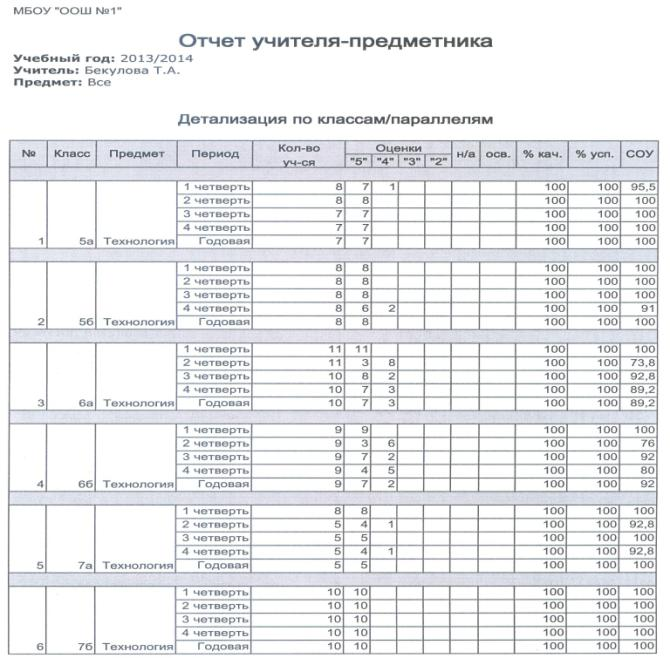 МБОУ "ООШ №1"
Отчет учителя-предметника
Учебный год: 2013/2014
Учитель: Бекулова Т.А.
Предмет: Все
Детализация по классам/параллелям
№ Класс Предмет Период Кол-во уч-ся Оценки "5" "4" "3" "2" н/а осв. % кач. % усп. СОУ
1 четверть 8 7 1 100 100 95,5
2 четверть 8 8 100 100 100
3 четверть 7 7 100 100 100
4 четверть 7 7 100 100 100
1 5а Технология Годовая 7 7 100 100 100
1 четверть 8 8 100 100 100
2 четверть 8 8 100 100 100
3 четверть 8 8 100 100 100
4 четверть 8 6 2 100 100 91
2 5б Технология Годовая 8 8 100 100 100
1 четверть 11 11 100 100 100
2 четверть 11 3 8 100 100 73,8
3 четверть 10 8 2 100 100 92,8
4 четверть 10 7 3 100 100 89,2
3 6а Технология Годовая 10 7 3 100 100 89,2
1 четверть 9 9 100 100 100
2 четверть 9 3 6 100 100 76
3 четверть 9 7 2 100 100 92
4 четверть 9 4 5 100 100 80
4 6б Технология Годовая 9 7 2 100 100 92
1 четверть 8 8 100 100 100
2 четверть 5 4 1 100 100 92,8
3 четверть 5 5 100 100 100
4 четверть 5 4 1 100 100 92,8
5 7а Технология Годовая 5 5 100 100 100
1 четверть 10 10 100 100 100
2 четверть 10 10 100 100 100
3 четверть 10 10 100 100 100
4 четверть 10 10 100 100 100
6 7б Технология Годовая 10 10 100 100 100